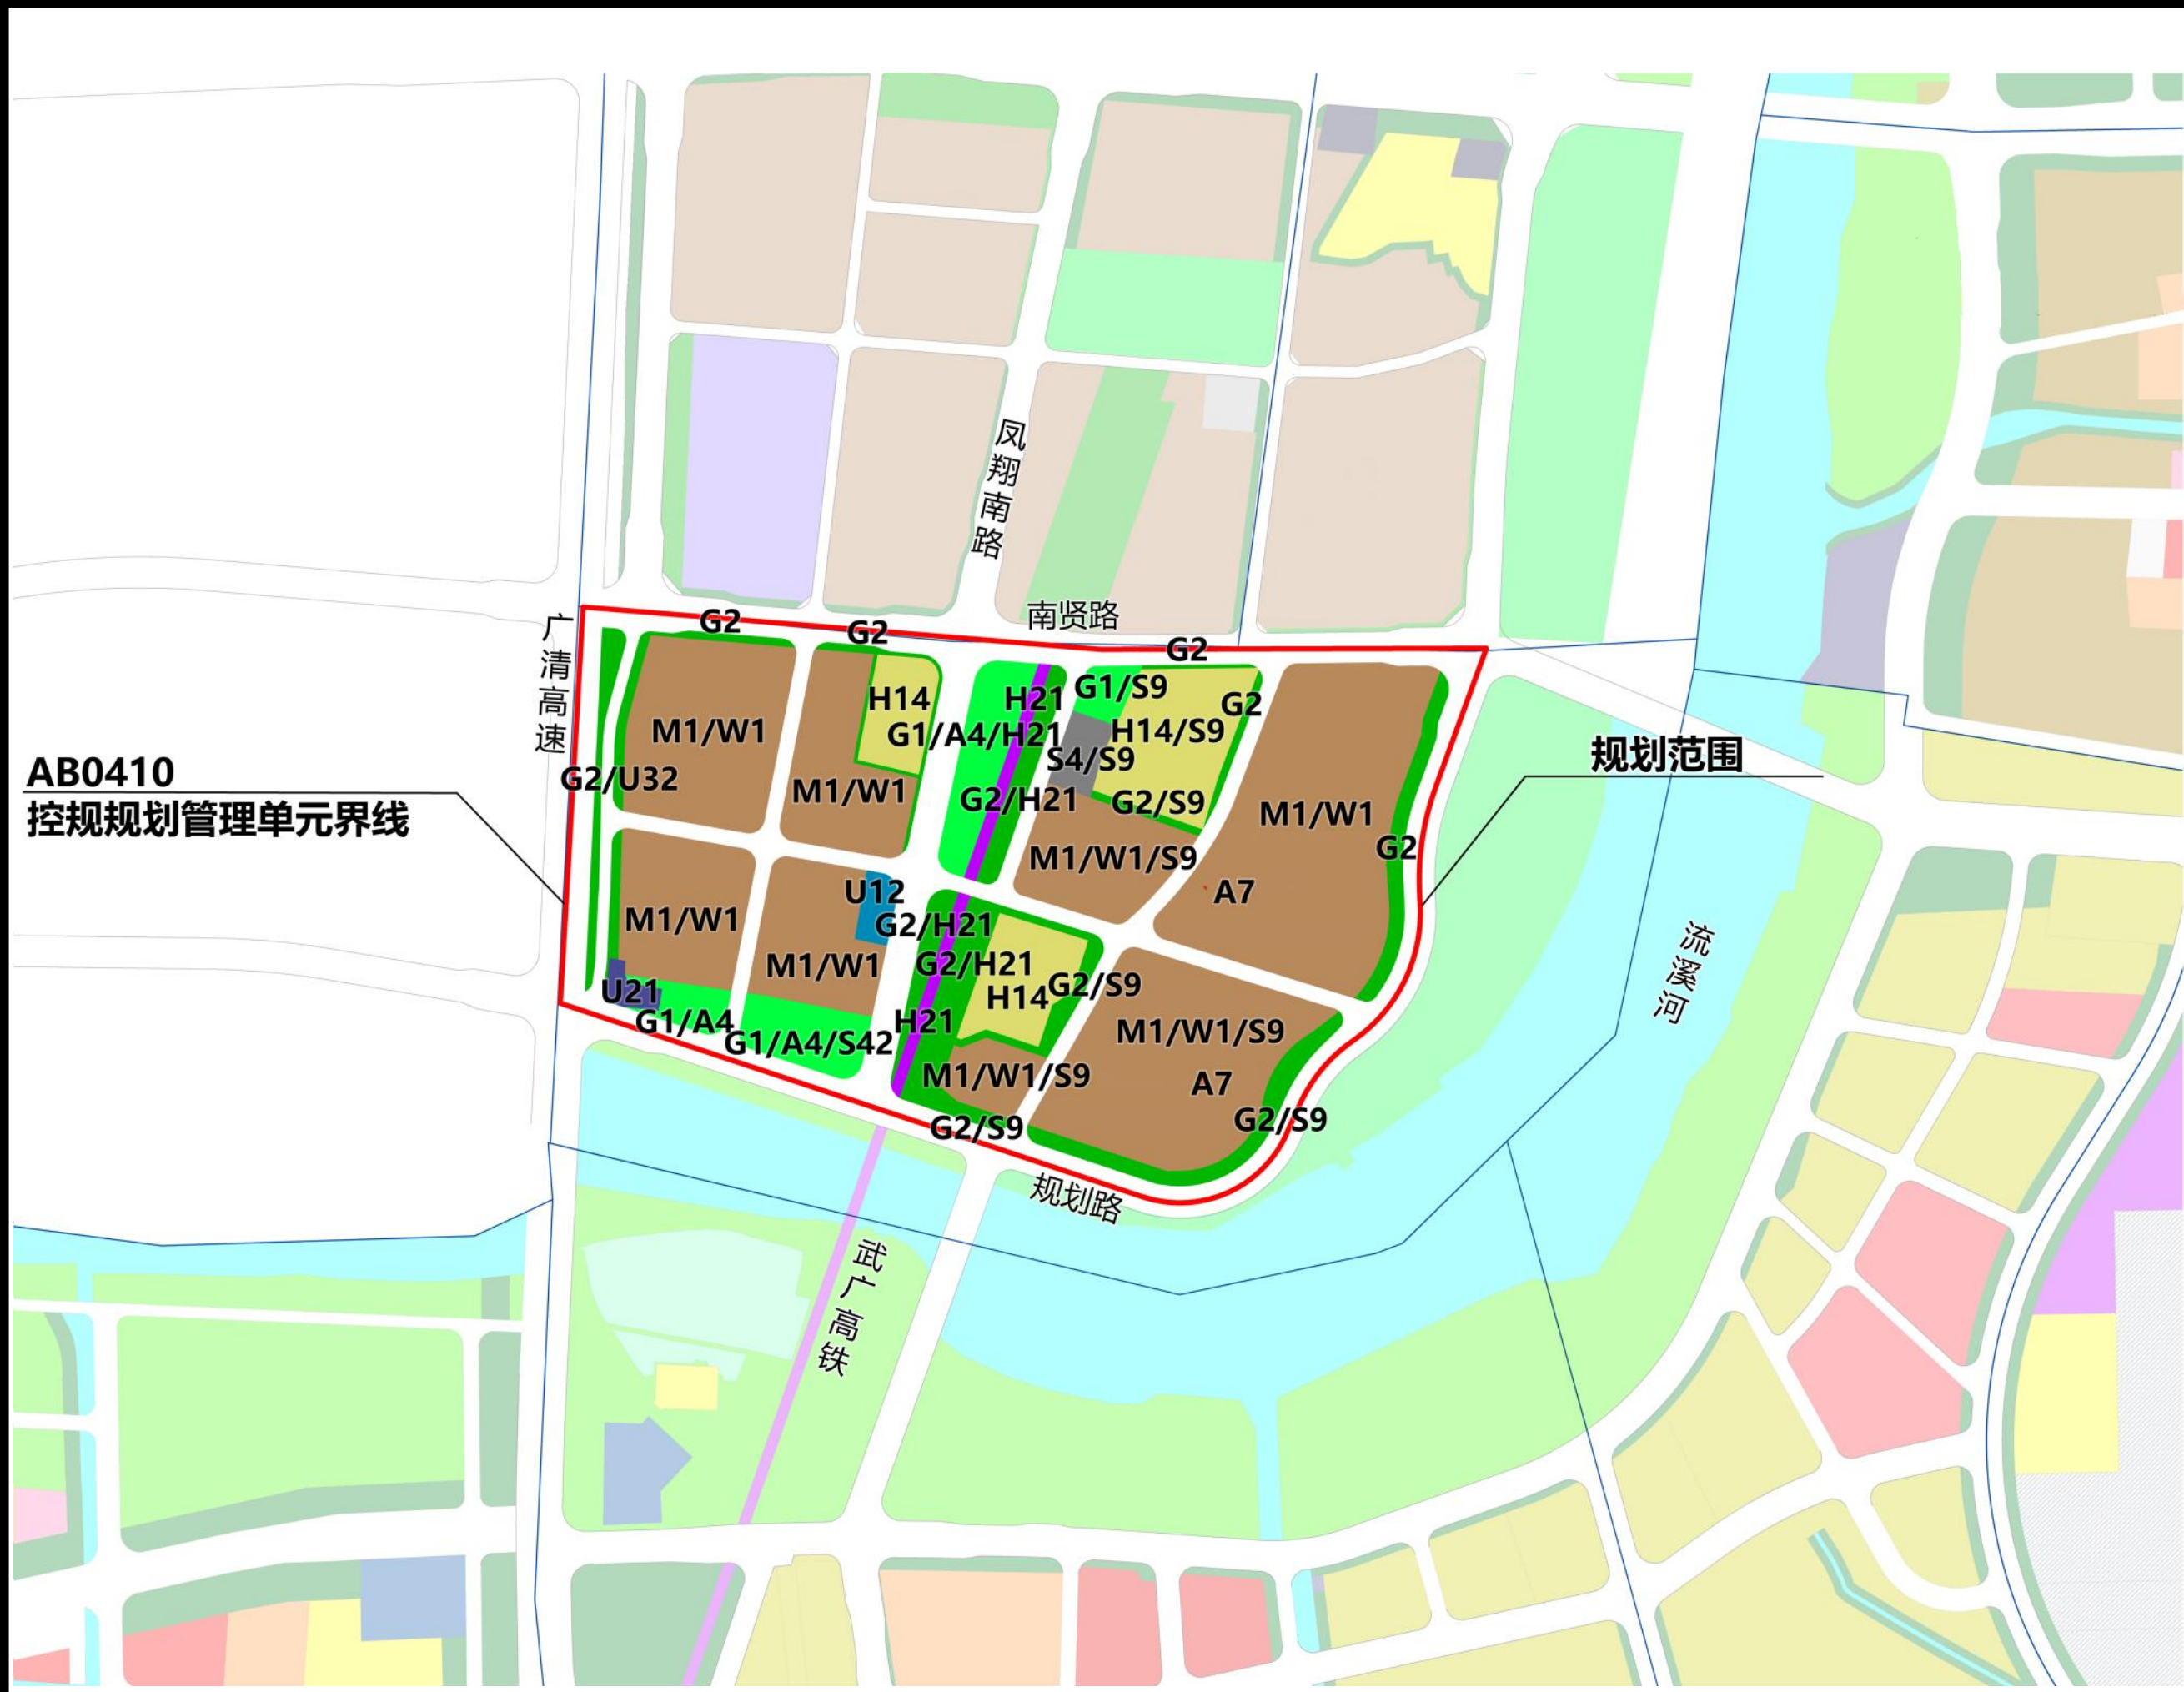 凤翔南路
南贤路
广清高速
G2
G2
G2
H14
H21
G1/S9
G2
M1/W1
G1/A4/H21
H14/S9
S4/S9
规划范围
AB0410
控规规划管理单元界线
G2/U32
M1/W1
G2/H21
G2/S9
M1/W1
G2
M1/W1/S9
U12
A7
M1/W1
G2/H21
流溪河
M1/W1
G2/H21
G2/S9
U21
H14
G1/A4
H21
G1/A4/S42
M1/W1/S9
M1/W1/S9
A7
G2/S9
G2/S9
规划路
武广高铁